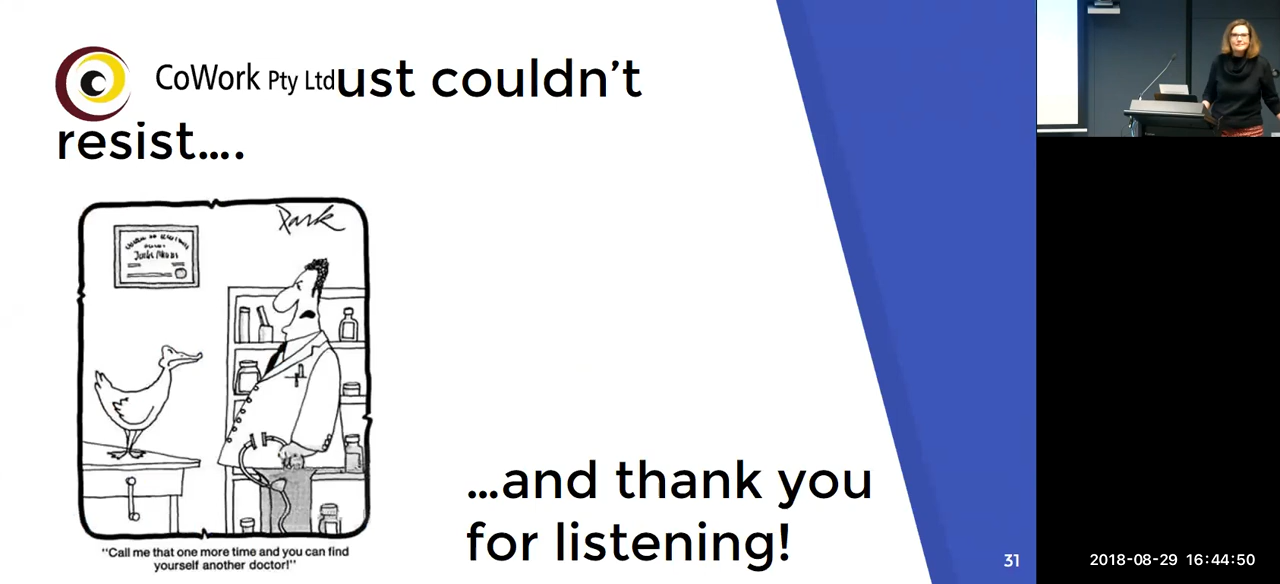 CoWork Pty Ltd
ust couldn’t
resist....
Park
"Call me that one more time and you can find
yourself another doctor!"
...and thank you
for listening!
31
2018-08-29 16:44:50